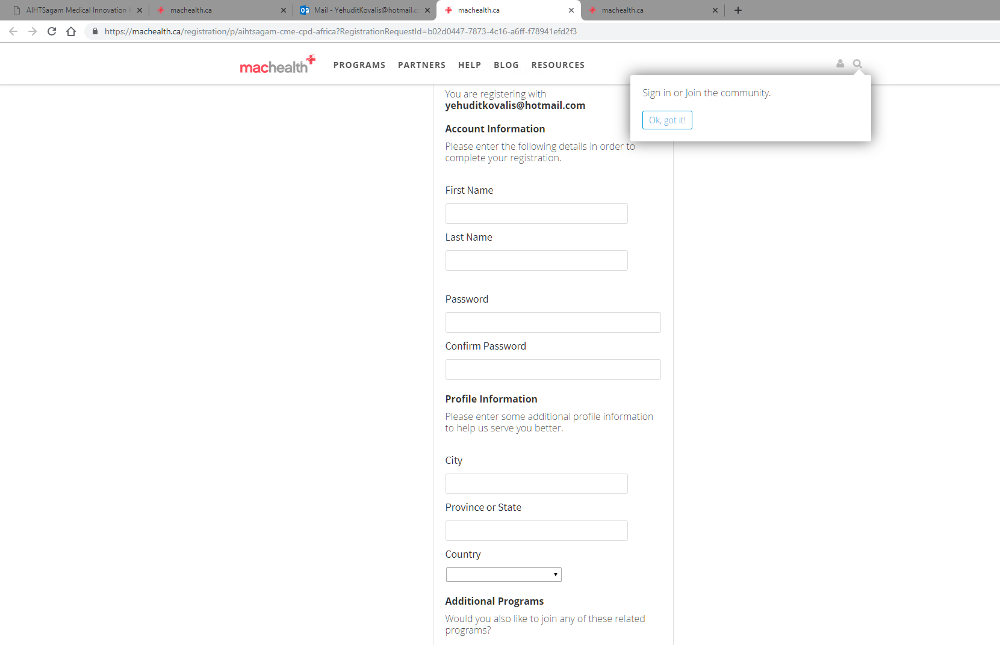 AIHTSagam Medical Innovation
machealth.ca
Mail - YehuditKovalis@hotmail.c
machealth.ca
machealth.ca
https://machealth.ca/registration/p/aihtsagam-cme-cpd-africa?RegistrationRequestId=b02d0447-7873-4c16-a6ff-f78941efd2f3
machealth
PROGRAMS
PARTNERS
HELP
BLOG
RESOURCES
Sign in or Join the community.
Ok, got it!
You are registering with
yehuditkovalis@hotmail.com
Account Information
Please enter the following details in order to
complete your registration.
First Name
Last Name
Password
Confirm Password
Profile Information
Please enter some additional profile information
to help us serve you better.
City
Province or State
Country
Additional Programs
Would you also like to join any of these related
programs?